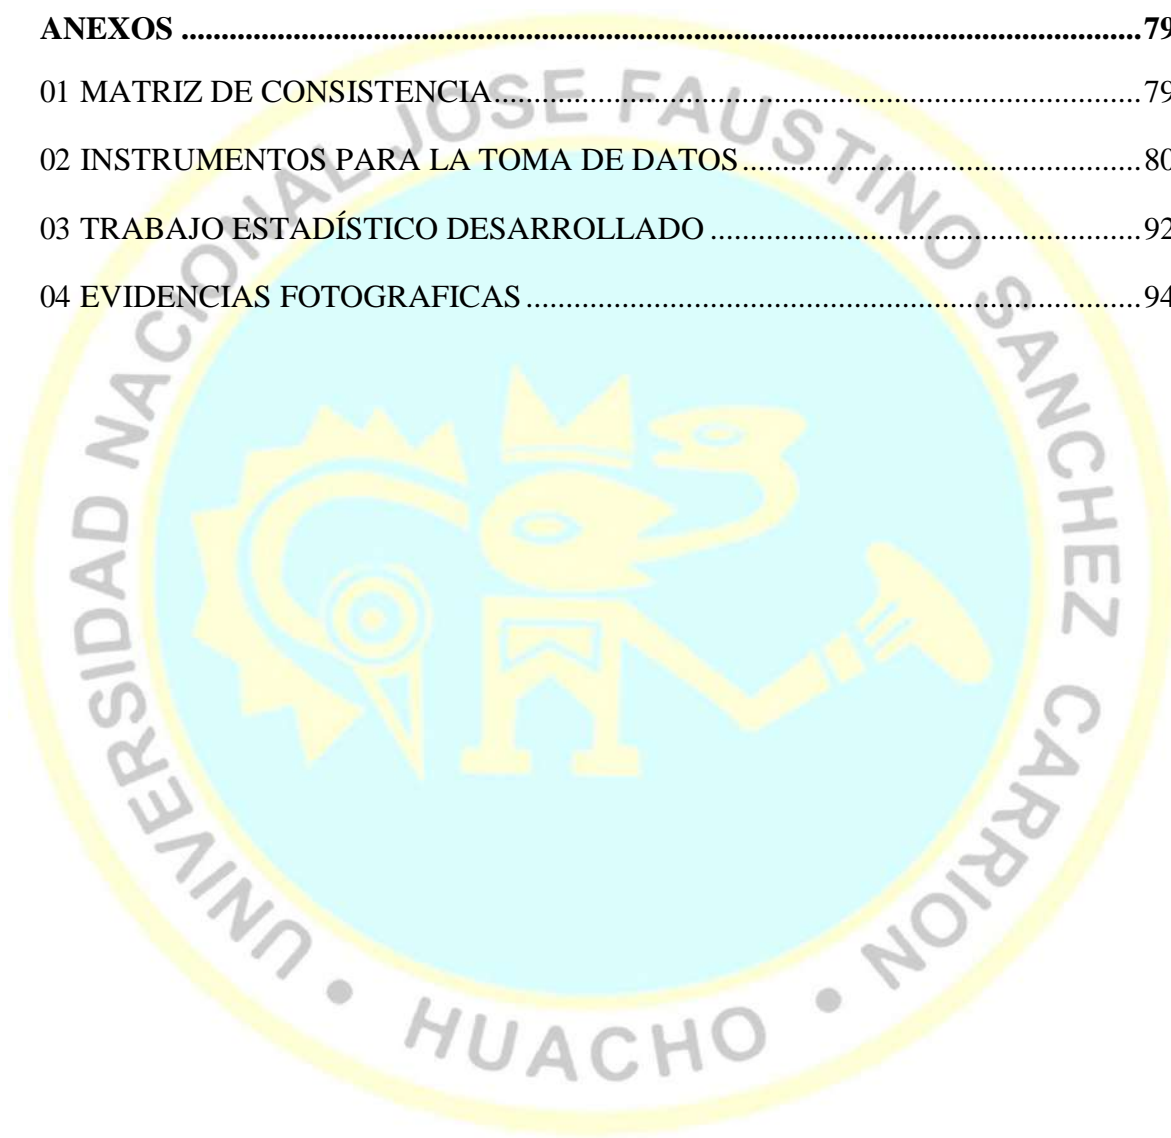 ANEXOS ........................................................................................................................ 79
01 MATRIZ DE CONSISTENCIA.................................................................................. 79
02 INSTRUMENTOS PARA LA TOMA DE DATOS .................................................. 80
03 TRABAJO ESTADÍSTICO DESARROLLADO ...................................................... 92
04 EVIDENCIAS FOTOGRAFICAS ............................................................................. 94
UNIVERSIDAD NACIONAL JOSE FAUSTINO SANCHEZ CARRION
• HUACHO •